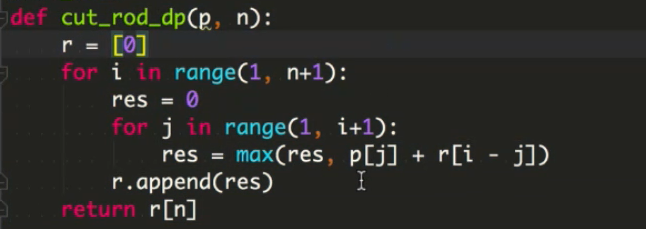 def cut_rod_dp(p, n):
    r = [0]
    for i in range(1, n+1):
        res = 0
        for j in range(1, i+1):
            res = max(res, p[j] + r[i - j])
        r.append(res)
    return r[n]